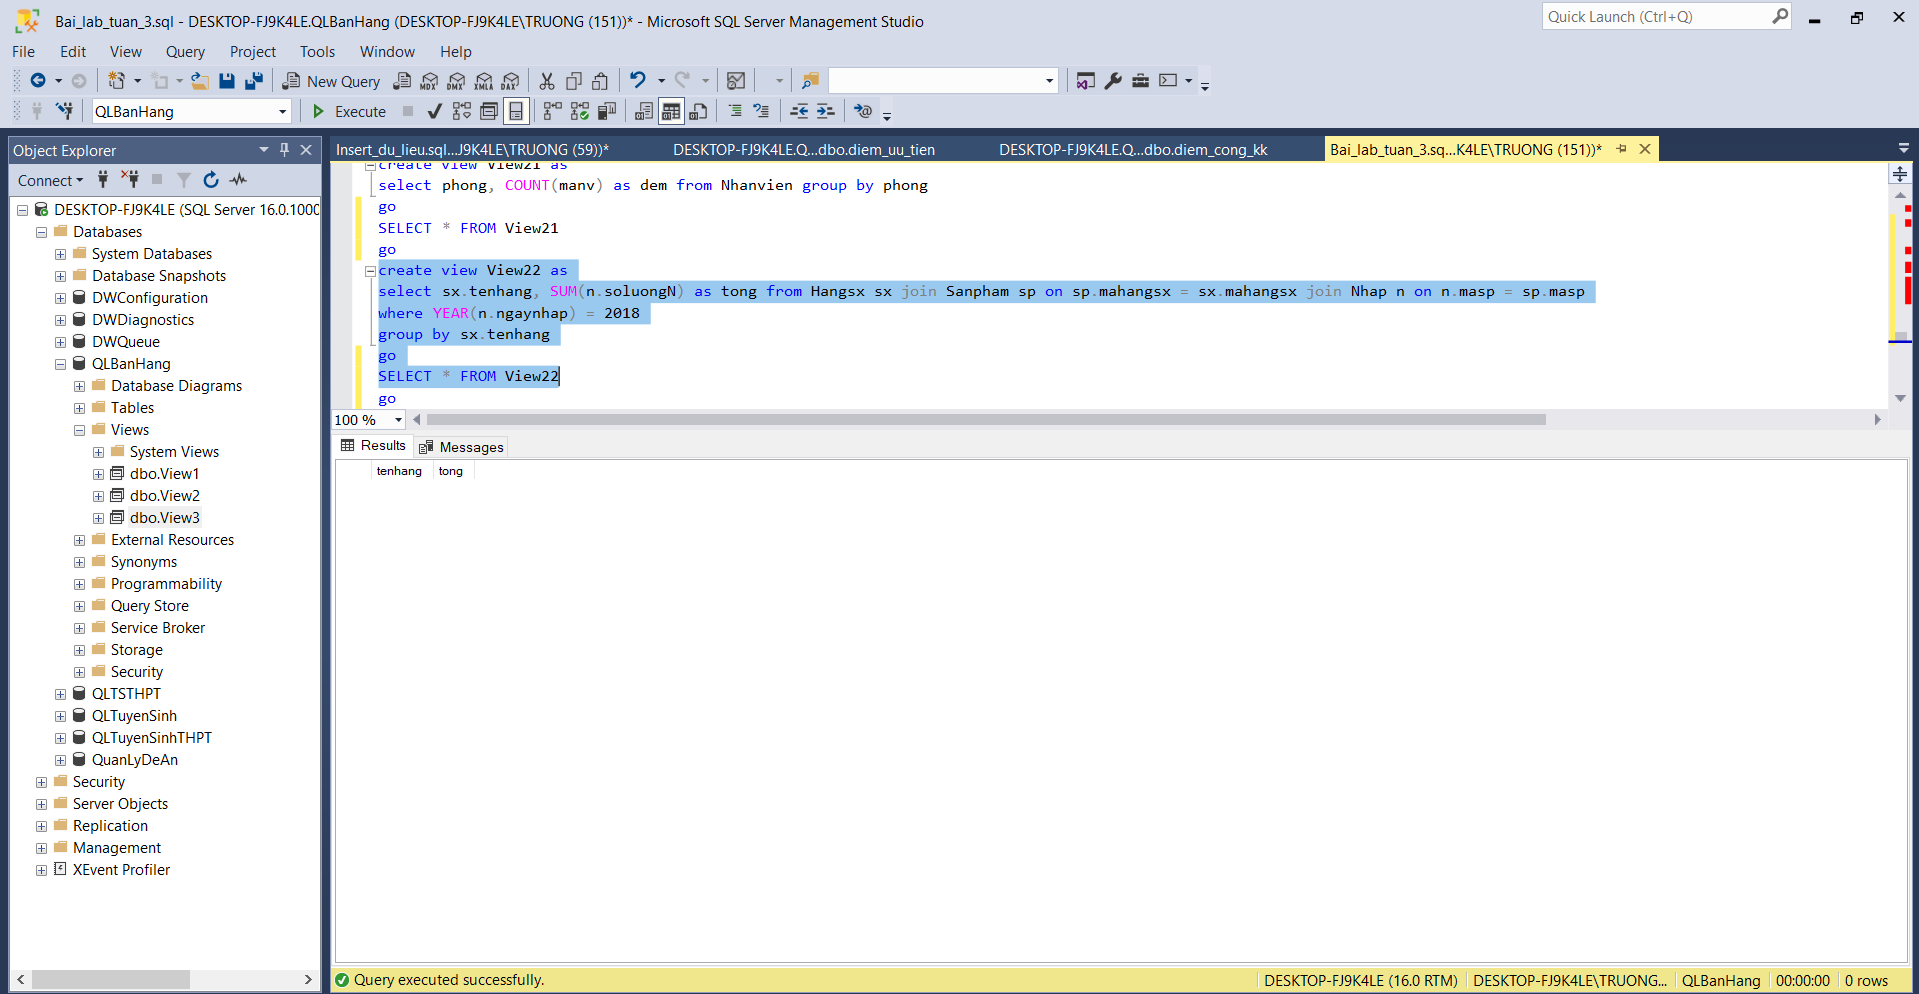 Bai_lab_tuan_3.sql - DESKTOP-FJ9K4LE.QLBanHang (DESKTOP-FJ9K4LE\TRUONG (151))* - Microsoft SQL Server Management Studio
Quick Launch (Ctrl+Q)
File Edit View Query Project Tools Window Help
New Query MDX DMX XMLA DAX
QLBanHang Execute
Object Explorer
Connect
DESKTOP-FJ9K4LE (SQL Server 16.0.1000
Databases
System Databases
Database Snapshots
DWConfiguration
DWDiagnostics
DWQueue
QLBanHang
Database Diagrams
Tables
Views
System Views
dbo.View1
dbo.View2
dbo.View3
External Resources
Synonyms
Programmability
Query Store
Service Broker
Storage
Security
QLTSTHPT
QLTuyenSinh
QLTuyenSinhTHPT
QuanLyDeAn
Security
Server Objects
Replication
Management
XEvent Profiler
Insert_du_lieu.sql...J9K4LE\TRUONG (59))* DESKTOP-FJ9K4LE.Q...dbo.diem_uu_tien DESKTOP-FJ9K4LE.Q...dbo.diem_cong_kk Bai_lab_tuan_3.sq...K4LE\TRUONG (151))*
create view View21 as
select phong, COUNT(manv) as dem from Nhanvien group by phong
go
SELECT * FROM View21
go
create view View22 as
select sx.tenhang, SUM(n.soluongN) as tong from Hangsx sx join Sanpham sp on sp.mahangsx = sx.mahangsx join Nhap n on n.masp = sp.masp
where YEAR(n.ngaynhap) = 2018
group by sx.tenhang
go
SELECT * FROM View22
go
100 %
Results Messages
tenhang tong
Query executed successfully. DESKTOP-FJ9K4LE (16.0 RTM) DESKTOP-FJ9K4LE\TRUONG... QLBanHang 00:00:00 0 rows